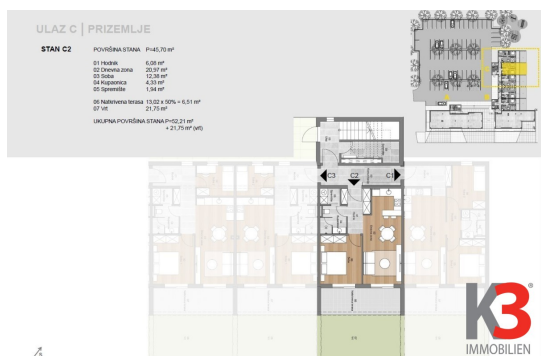 ULAZ C | PRIZEMLJE
STAN C2
POVRŠINA STANA P=45,70 m²
01 Hodnik 6,08 m²
02 Dnevna zona 20,97 m²
03 Soba 12,38 m²
04 Kupaonica 4,33 m²
05 Spremište 1,94 m²
06 Natkrivena terasa 13,02 x 50% = 6,51 m²
07 Vrt 21,75 m²
UKUPNA POVRŠINA STANA P=52,21 m²
+ 21,75 m² (vrt)
C3 C2 C1
K3®
IMMOBILIEN